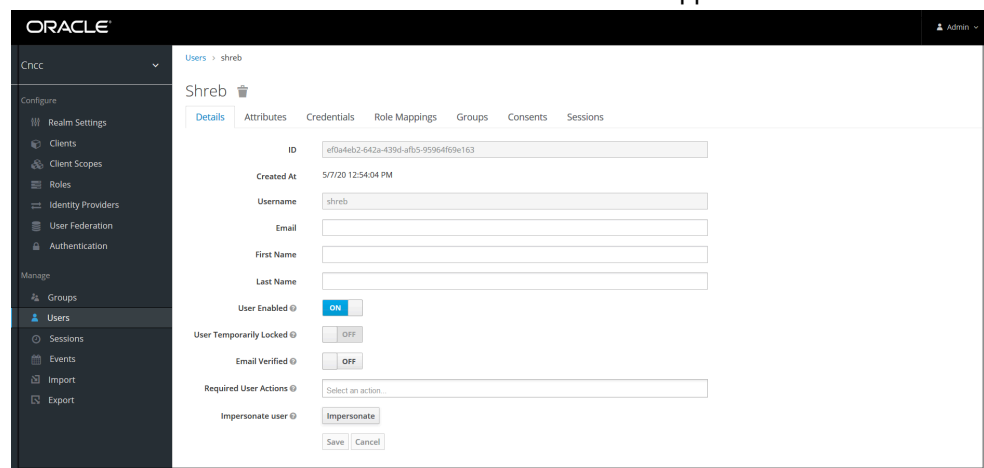 ORACLE
Admin
Cncc
Users > shreb
Shreb
Configure
Realm Settings
Clients
Client Scopes
Roles
Identity Providers
User Federation
Authentication
Manage
Groups
Users
Sessions
Events
Import
Export
Details Attributes Credentials Role Mappings Groups Consents Sessions
ID ef0a4eb2-642a-439d-afb5-95964f69e163
Created At 5/7/20 12:54:04 PM
Username shreb
Email
First Name
Last Name
User Enabled ON
User Temporarily Locked OFF
Email Verified OFF
Required User Actions Select an action...
Impersonate user Impersonate
Save Cancel